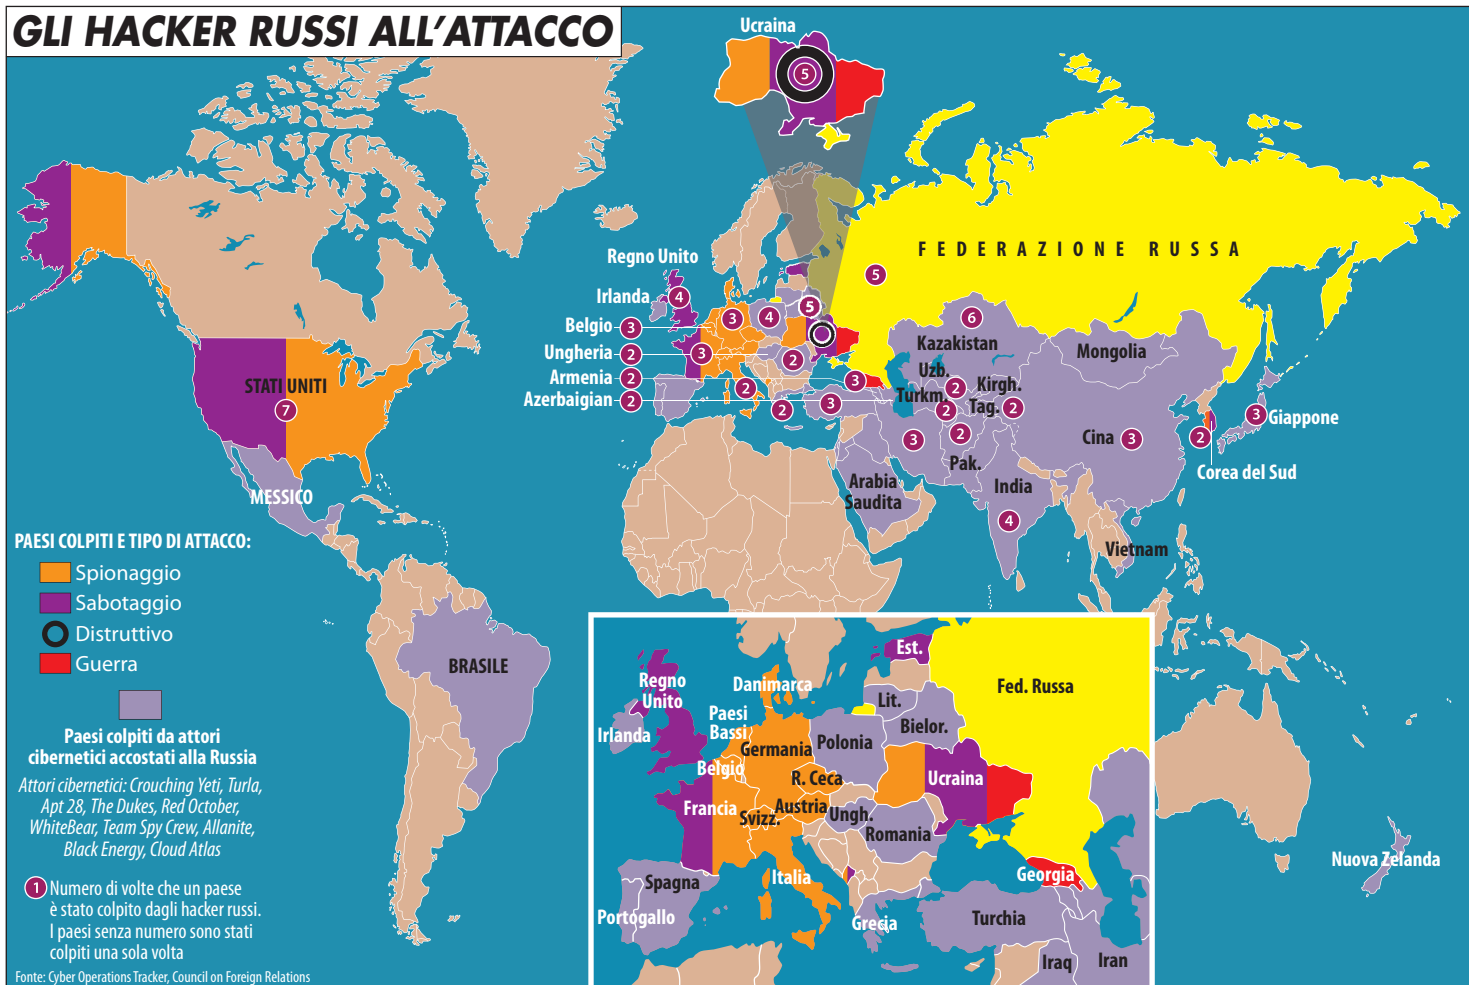 GLI HACKER RUSSI ALL'ATTACCO
Ucraina
5
FEDERAZIONE RUSSA
5
Regno Unito
4
Irlanda
Belgio 3
Ungheria 2
Armenia 2
Azerbaigian 2
3
4
5
3
2
2
2
3
3
6
Kazakistan
Uzb.
Turkm.
2
Kirgh.
Tag.
2
2
2
3
Pak.
Mongolia
Cina 3
India
4
Arabia
Saudita
Vietnam
3 Giappone
2
Corea del Sud
STATI UNITI
7
MESSICO
BRASILE
Nuova Zelanda
PAESI COLPITI E TIPO DI ATTACCO:
Spionaggio
Sabotaggio
Distruttivo
Guerra
Paesi colpiti da attori
cibernetici accostati alla Russia
Attori cibernetici: Crouching Yeti, Turla,
Apt 28, The Dukes, Red October,
WhiteBear, Team Spy Crew, Allanite,
Black Energy, Cloud Atlas
1 Numero di volte che un paese
è stato colpito dagli hacker russi.
I paesi senza numero sono stati
colpiti una sola volta
Fonte: Cyber Operations Tracker, Council on Foreign Relations
Est.
Regno
Unito
Danimarca
Fed. Russa
Lit.
Paesi
Bassi
Bielor.
Irlanda
Germania
Polonia
Belgio
R. Ceca
Ucraina
Francia
Austria
Svizz.
Ungh.
Romania
Italia
Georgia
Spagna
Portogallo
Grecia
Turchia
Iraq
Iran